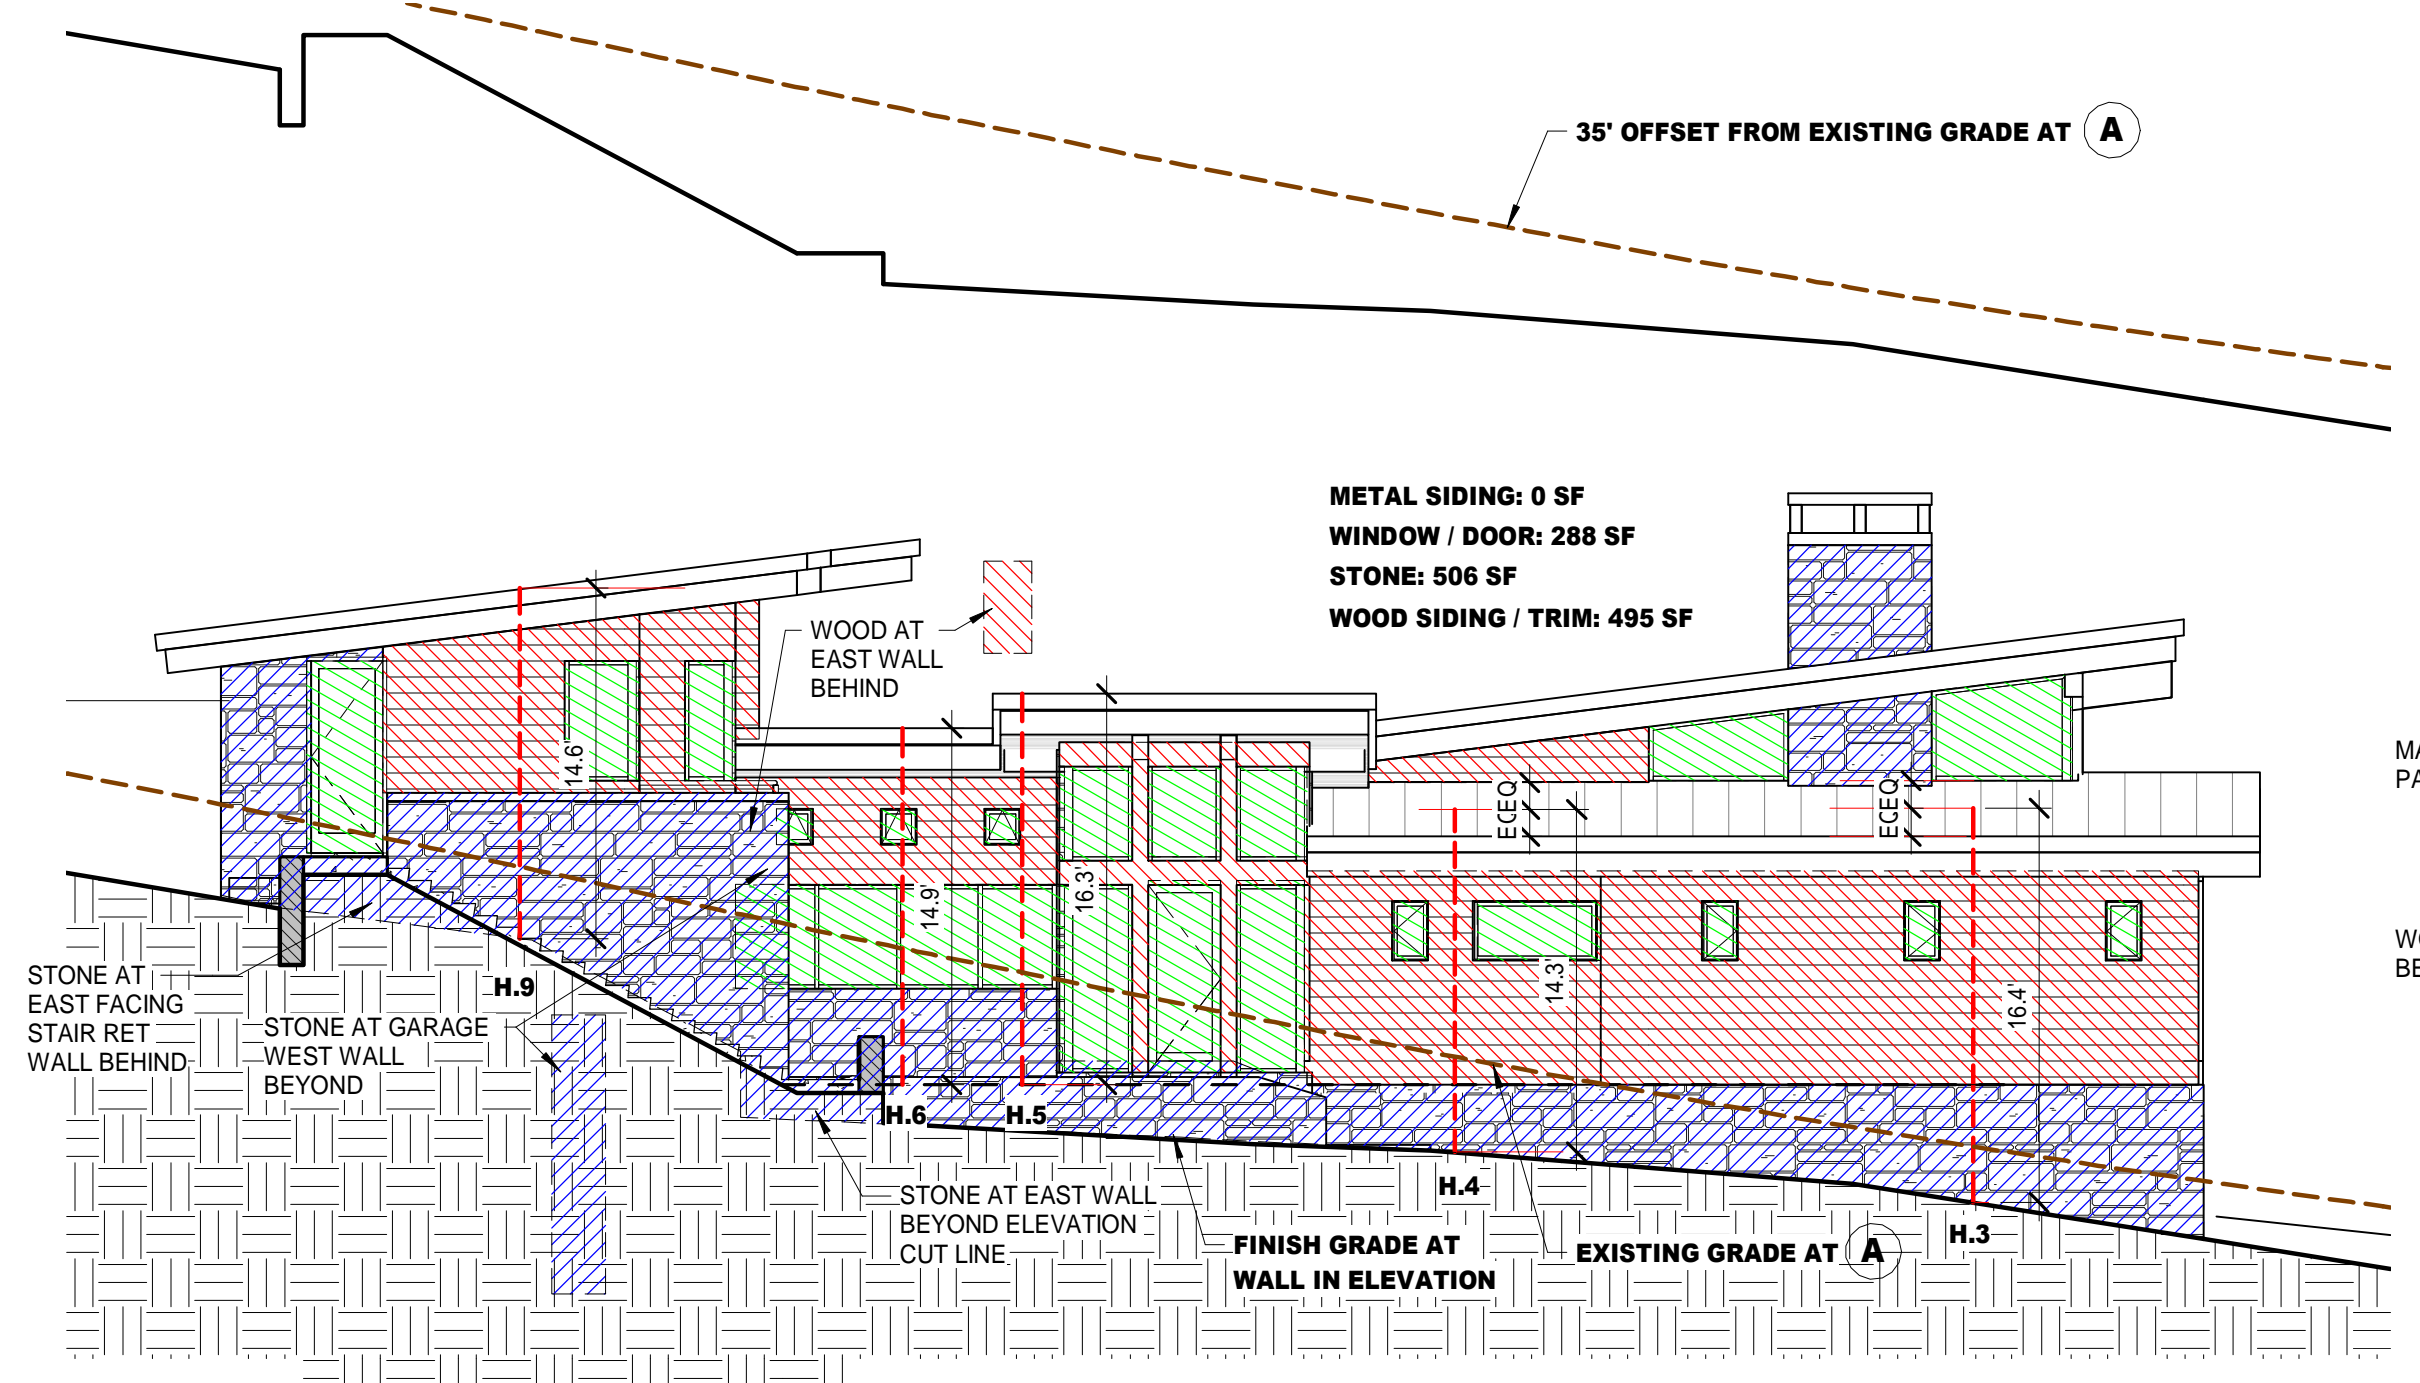 35' OFFSET FROM EXISTING GRADE AT A
METAL SIDING: 0 SF
WINDOW / DOOR: 288 SF
STONE: 506 SF
WOOD SIDING / TRIM: 495 SF
WOOD AT
EAST WALL
BEHIND
14.6'
14.9'
16.3'
14.3'
16.4'
STONE AT
EAST FACING
STAIR RET
WALL BEHIND
STONE AT GARAGE
WEST WALL
BEYOND
H.9
H.6
H.5
H.4
H.3
STONE AT EAST WALL
BEYOND ELEVATION
CUT LINE
FINISH GRADE AT
WALL IN ELEVATION
EXISTING GRADE AT A
MA
PA
BE